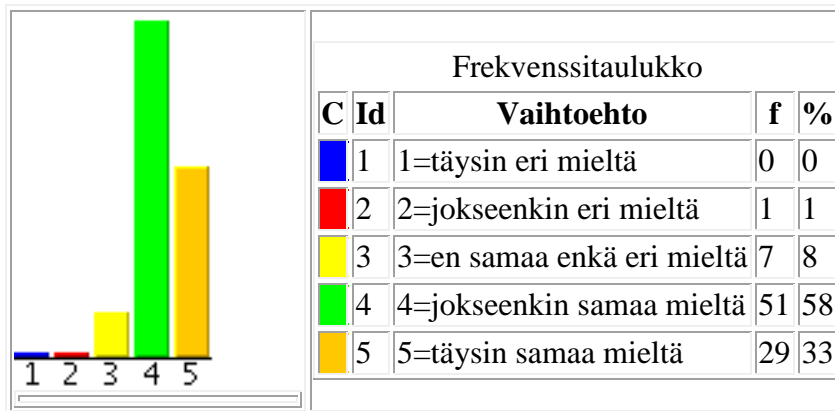 1 2 3 4 5
Frekvenssitaulukko
C Id Vaihtoehto f %
1 1=täysin eri mieltä 0 0
2 2=jokseenkin eri mieltä 1 1
3 3=en samaa enkä eri mieltä 7 8
4 4=jokseenkin samaa mieltä 51 58
5 5=täysin samaa mieltä 29 33